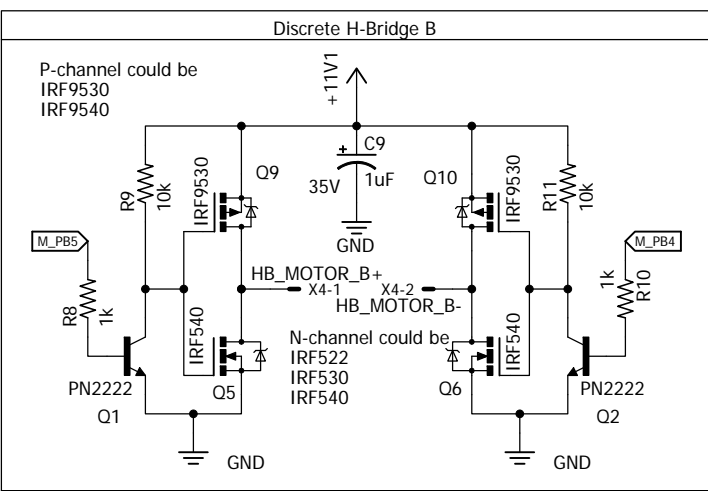 Discrete H-Bridge B
P-channel could be
IRF9530
IRF9540
+11V1
C9
1uF
35V
GND
Q9
IRF9530
R9
10k
Q10
IRF9530
R11
10k
M_PB5
R8
1k
M_PB4
1k
R10
HB_MOTOR_B+
X4-1
X4-2
HB_MOTOR_B-
IRF540
Q5
N-channel could be
IRF522
IRF530
IRF540
IRF540
Q6
PN2222
Q1
PN2222
Q2
GND
GND